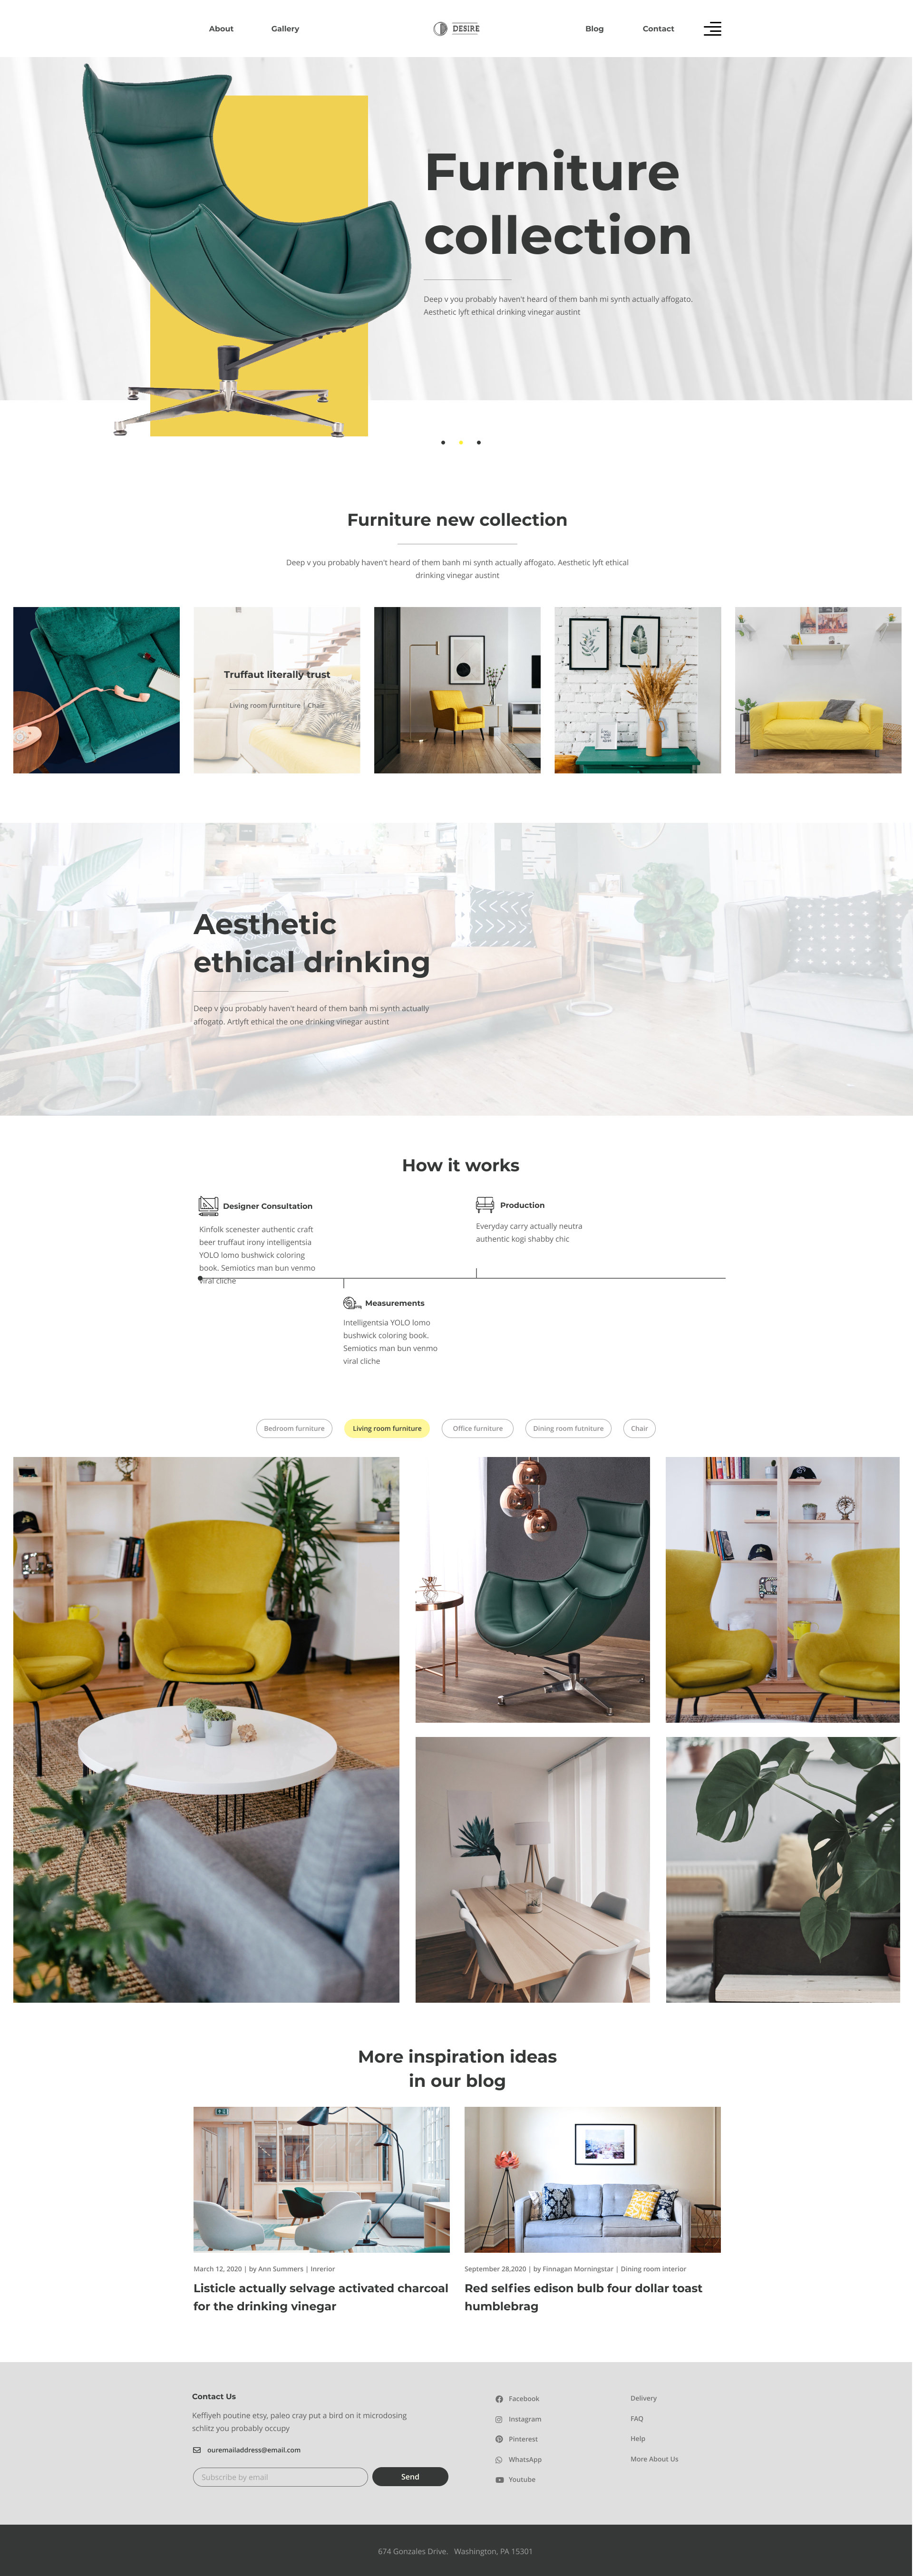 About
Gallery
DESIRE
Blog
Contact
Furniture
collection
Deep v you probably haven't heard of them banh mi synth actually affogato.
Aesthetic lyft ethical drinking vinegar austint
Furniture new collection
Deep v you probably haven't heard of them banh mi synth actually affogato. Aesthetic lyft ethical
drinking vinegar austint
Truffaut literally trust
Living room furntiture | Chair
Aesthetic
ethical drinking
Deep v you probably haven't heard of them banh mi synth actually
affogato. Artlyft ethical the one drinking vinegar austint
How it works
Designer Consultation
Kinfolk scenester authentic craft
beer truffaut irony intelligentsia
YOLO lomo bushwick coloring
book. Semiotics man bun venmo
viral cliche
Production
Everyday carry actually neutra
authentic kogi shabby chic
Measurements
Intelligentsia YOLO lomo
bushwick coloring book.
Semiotics man bun venmo
viral cliche
Bedroom furniture
Living room furniture
Office furniture
Dining room futniture
Chair
More inspiration ideas
in our blog
March 12, 2020 | by Ann Summers | Inrerior
Listicle actually selvage activated charcoal
for the drinking vinegar
September 28,2020 | by Finnagan Morningstar | Dining room interior
Red selfies edison bulb four dollar toast
humblebrag
Contact Us
Keffiyeh poutine etsy, paleo cray put a bird on it microdosing
schlitz you probably occupy
ouremailaddress@email.com
Subscribe by email
Send
Facebook
Instagram
Pinterest
WhatsApp
Youtube
Delivery
FAQ
Help
More About Us
674 Gonzales Drive. Washington, PA 15301